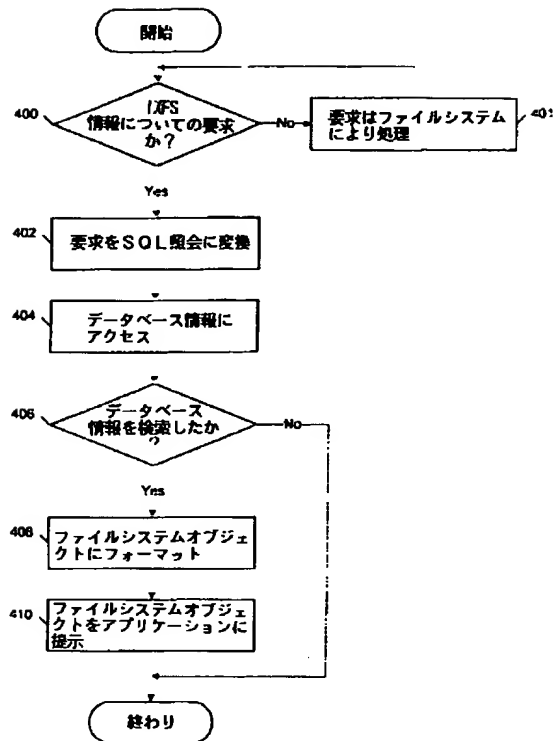 開始
400
IXFS
情報についての要求
か?
No
要求はファイルシステム
により処理
Yes
402
要求をSQL照会に変換
404
データベース情報に
アクセス
406
データベース
情報を検索したか
?
No
Yes
408
ファイルシステムオブジェ
クトにフォーマット
410
ファイルシステムオブジェ
クトをアプリケーションに
提示
終わり